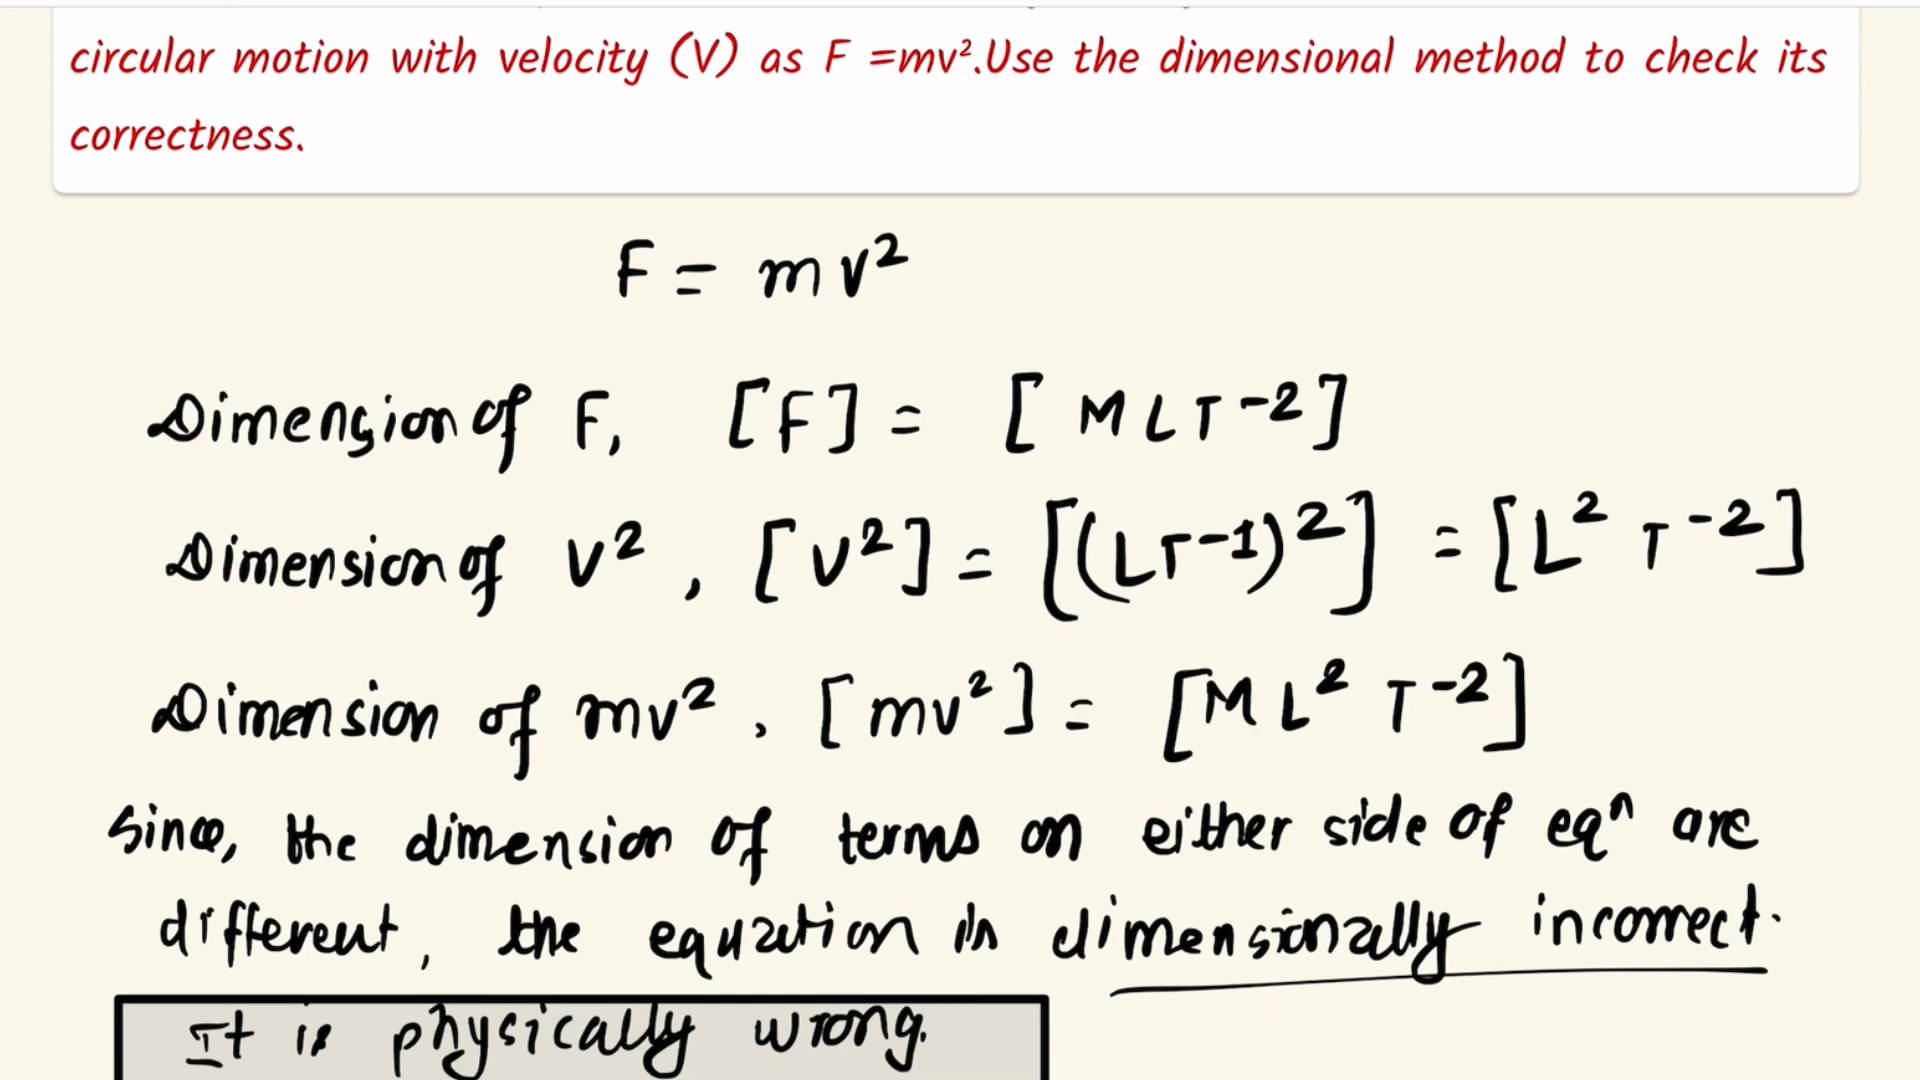 circular motion with velocity (V) as F =mv².Use the dimensional method to check its
correctness.
F = mv²
Dimension of F, [F] = [MLT⁻²]
Dimension of v², [v²] = [(LT⁻¹)²] = [L² T⁻²]
Dimension of mv², [mv²] = [ML² T⁻²]
Since, the dimension of terms on either side of eqⁿ are
different, the equation is dimensionally incorrect.
It is physically wrong.